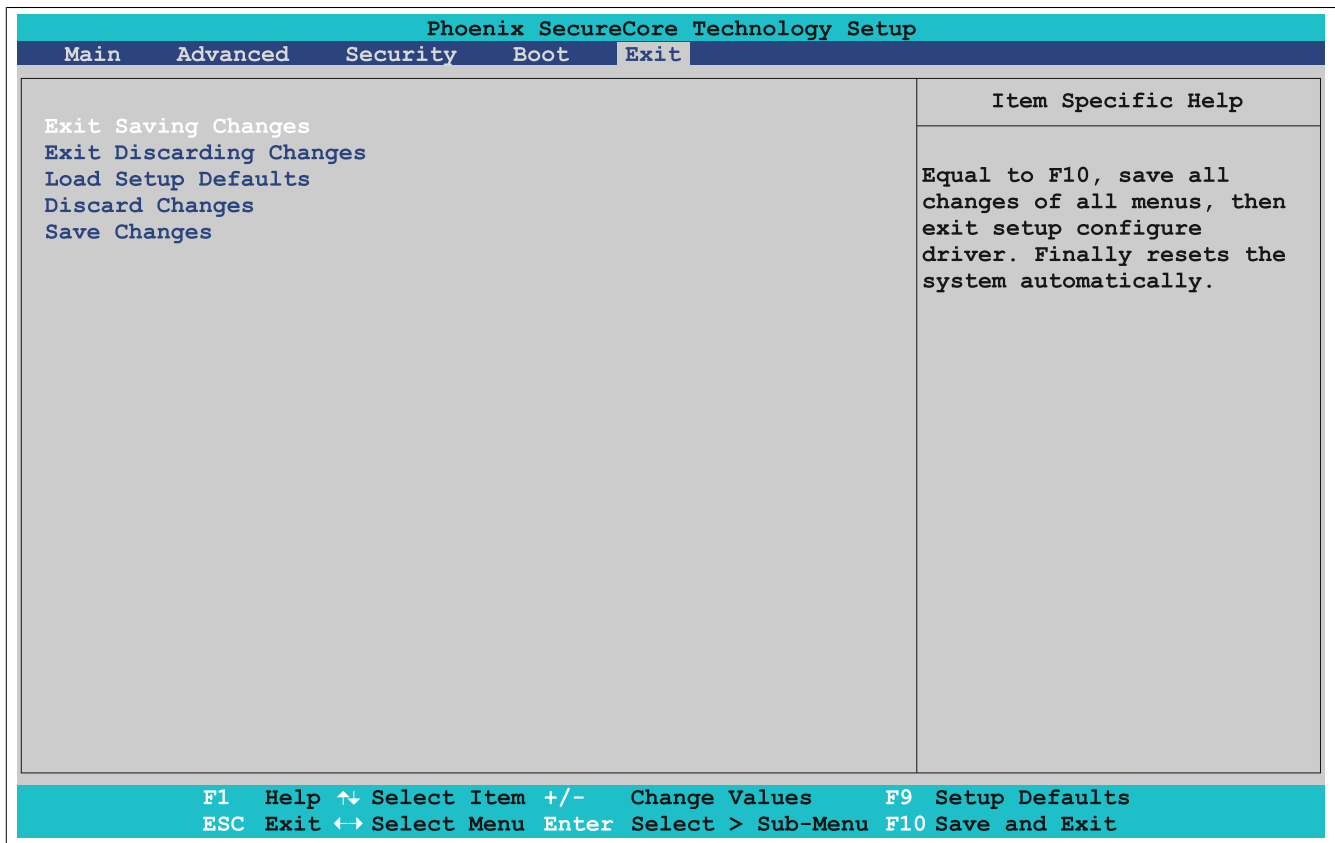 Phoenix SecureCore Technology Setup
Main Advanced Security Boot Exit
Item Specific Help
Exit Saving Changes
Exit Discarding Changes
Load Setup Defaults
Discard Changes
Save Changes
Equal to F10, save all
changes of all menus, then
exit setup configure
driver. Finally resets the
system automatically.
F1 Help ↑↓ Select Item +/- Change Values F9 Setup Defaults
ESC Exit ←→ Select Menu Enter Select > Sub-Menu F10 Save and Exit